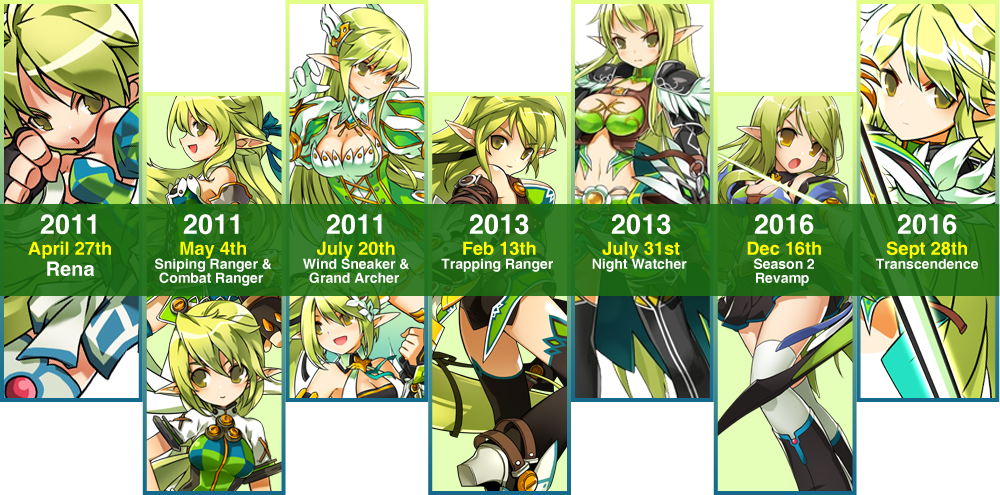 2011
April 27th
Rena
2011
May 4th
Sniping Ranger &
Combat Ranger
2011
July 20th
Wind Sneaker &
Grand Archer
2013
Feb 13th
Trapping Ranger
2013
July 31st
Night Watcher
2016
Dec 16th
Season 2
Revamp
2016
Sept 28th
Transcendence